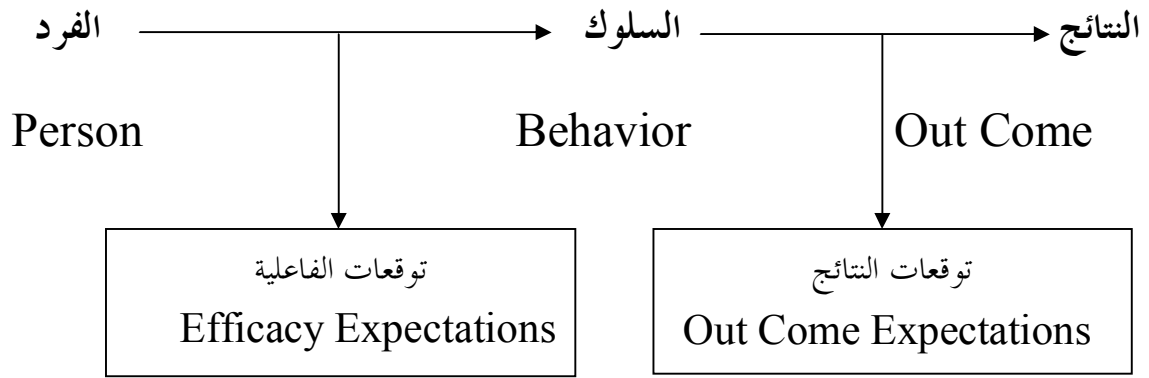 الفرد
السلوك
النتائج
Person
Behavior
Out Come
توقعات الفاعلية
Efficacy Expectations
توقعات النتائج
Out Come Expectations